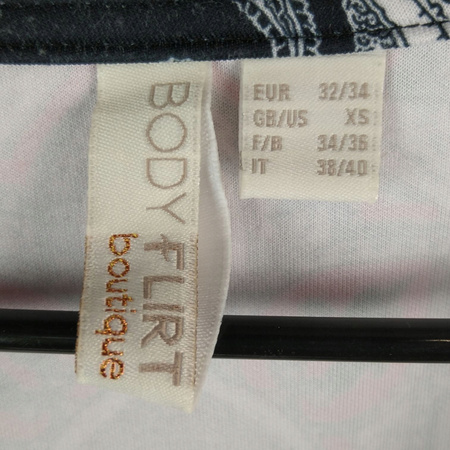 BODY FLIRT
boutique
EUR 32/34
GB/US XS
F/B 34/36
IT 38/40